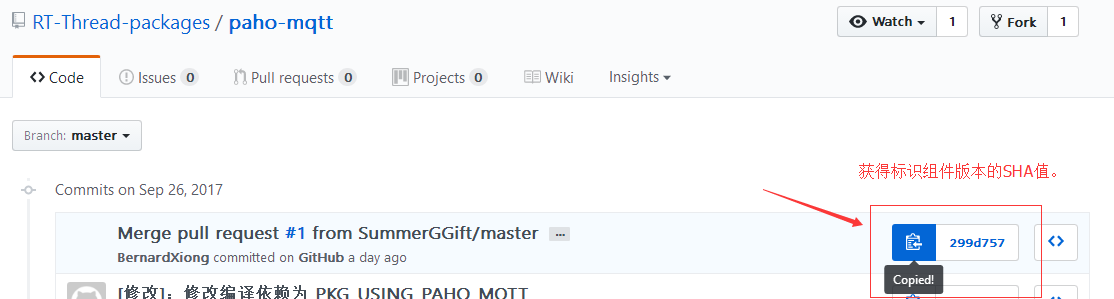 RT-Thread-packages / paho-mqtt
Watch 1 Fork 1
Code Issues 0 Pull requests 0 Projects 0 Wiki Insights
Branch: master
获得标识组件版本的SHA值。
Commits on Sep 26, 2017
Merge pull request #1 from SummerGGift/master ...
299d757
BernardXiong committed on GitHub a day ago
Copied!
[修改]：修改编译依赖为 PKG_USING_PAHO_MQTT